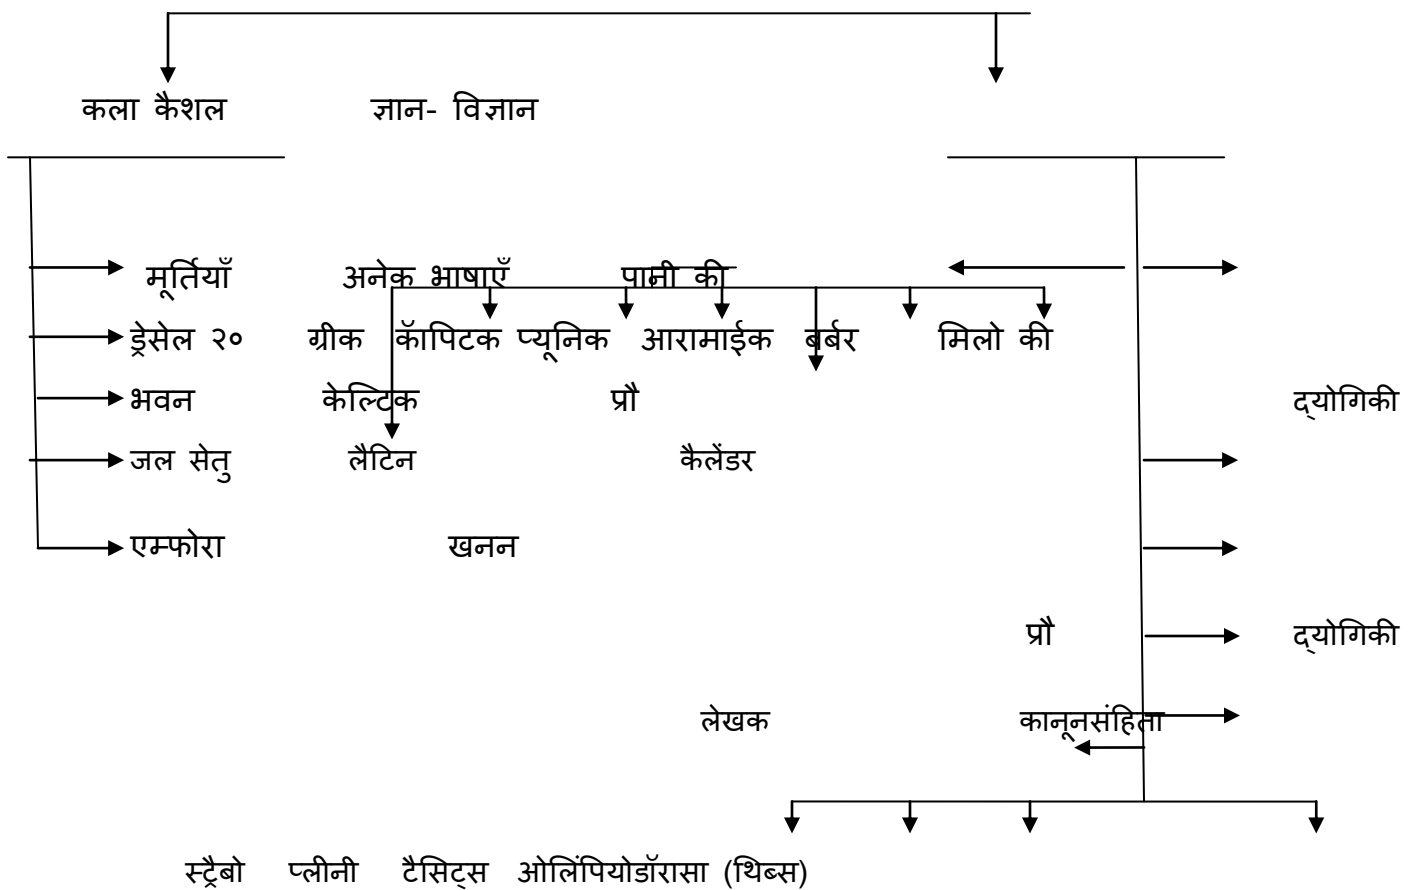 कला कैशल ज्ञान- विज्ञान
मूर्तियाँ अनेक भाषाएँ पानी की
ड्रेसेल २० ग्रीक कॅापिटक प्यूनिक आरामाईक बर्बर मिलो की
भवन केल्टिक प्रौ द्योगिकी
जल सेतु लैटिन कैलेंडर
एम्फोरा खनन
प्रौ द्योगिकी
लेखक कानूनसंहिता
स्ट्रैबो प्लीनी टैसिट्स ओलिंपियोडॉरासा (थिब्स)